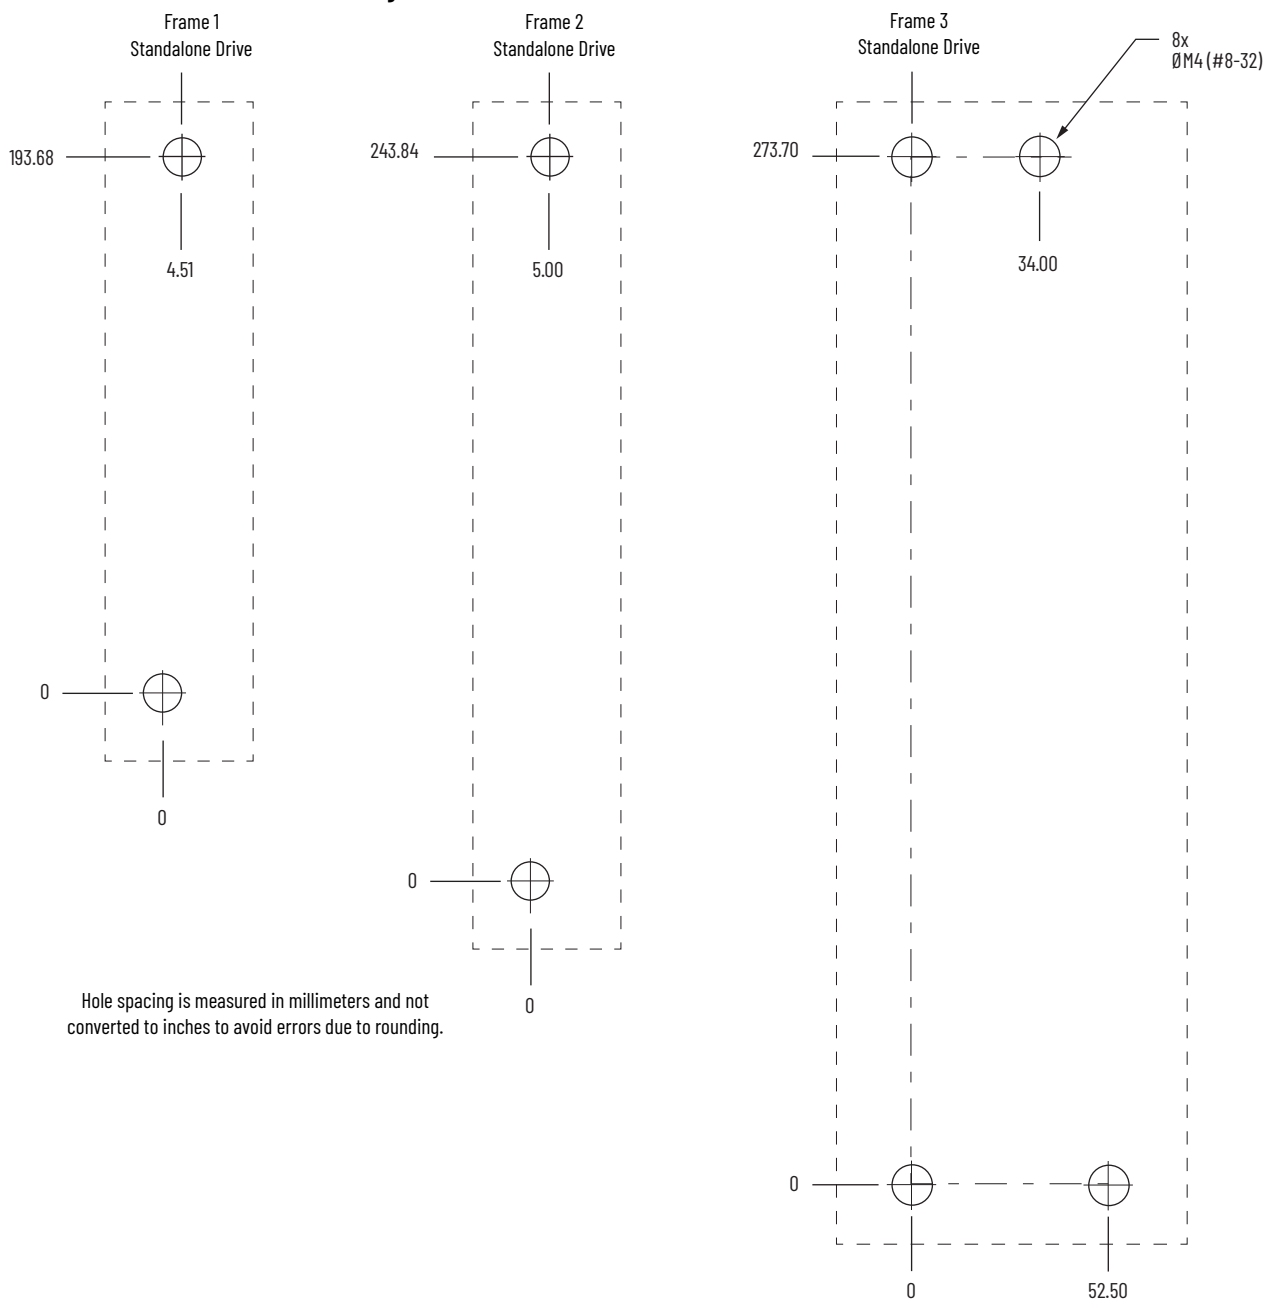 Frame 1
Standalone Drive
Frame 2
Standalone Drive
Frame 3
Standalone Drive
8x
ØM4 (#8-32)
193.68
243.84
273.70
4.51
5.00
34.00
0
0
0
0
Hole spacing is measured in millimeters and not
converted to inches to avoid errors due to rounding.
0
0
52.50